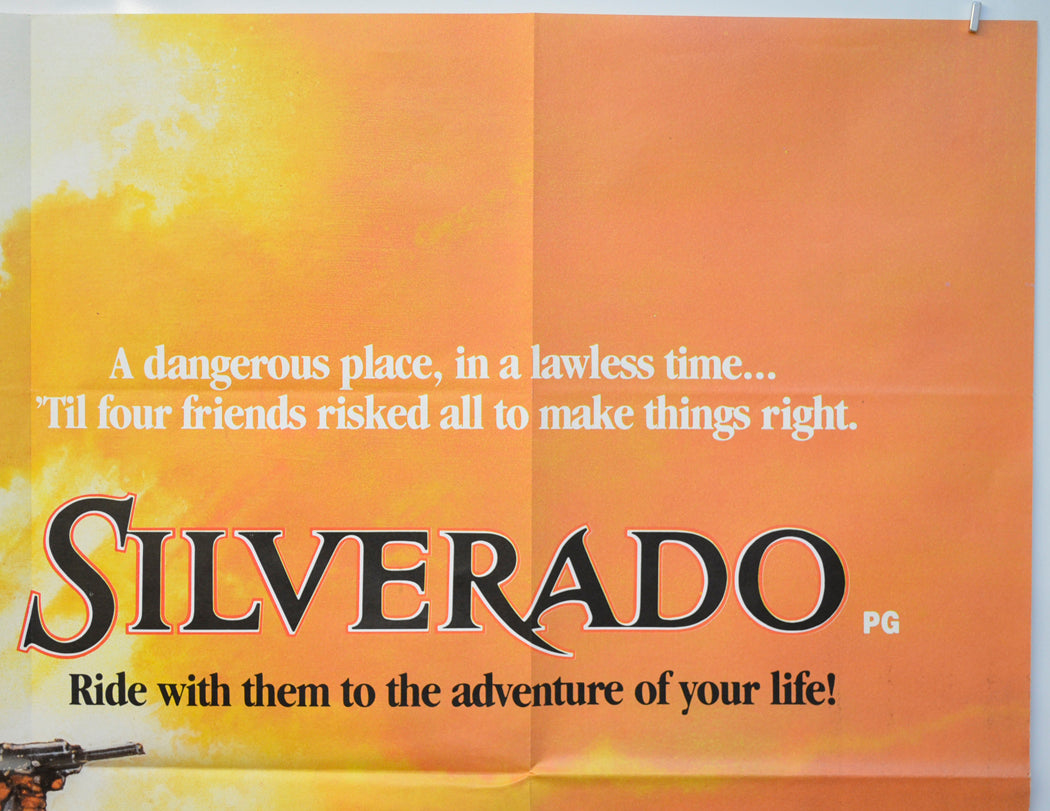 A dangerous place, in a lawless time...
’Til four friends risked all to make things right.
SILVERADO PG
Ride with them to the adventure of your life!